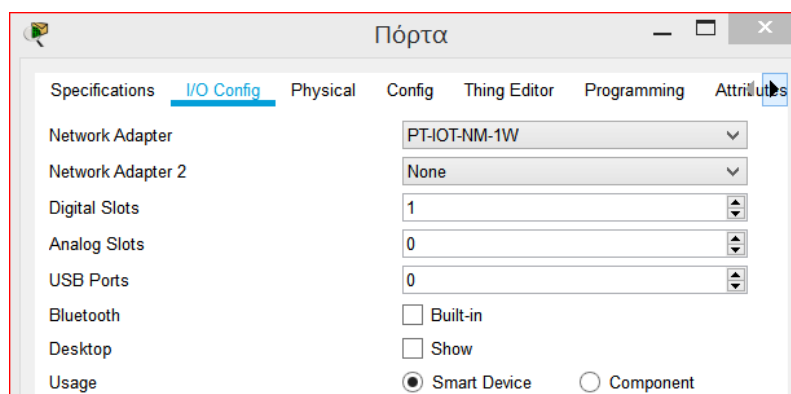 Πόρτα
Specifications I/O Config Physical Config Thing Editor Programming Attributes
Network Adapter PT-IOT-NM-1W
Network Adapter 2 None
Digital Slots 1
Analog Slots 0
USB Ports 0
Bluetooth Built-in
Desktop Show
Usage Smart Device Component